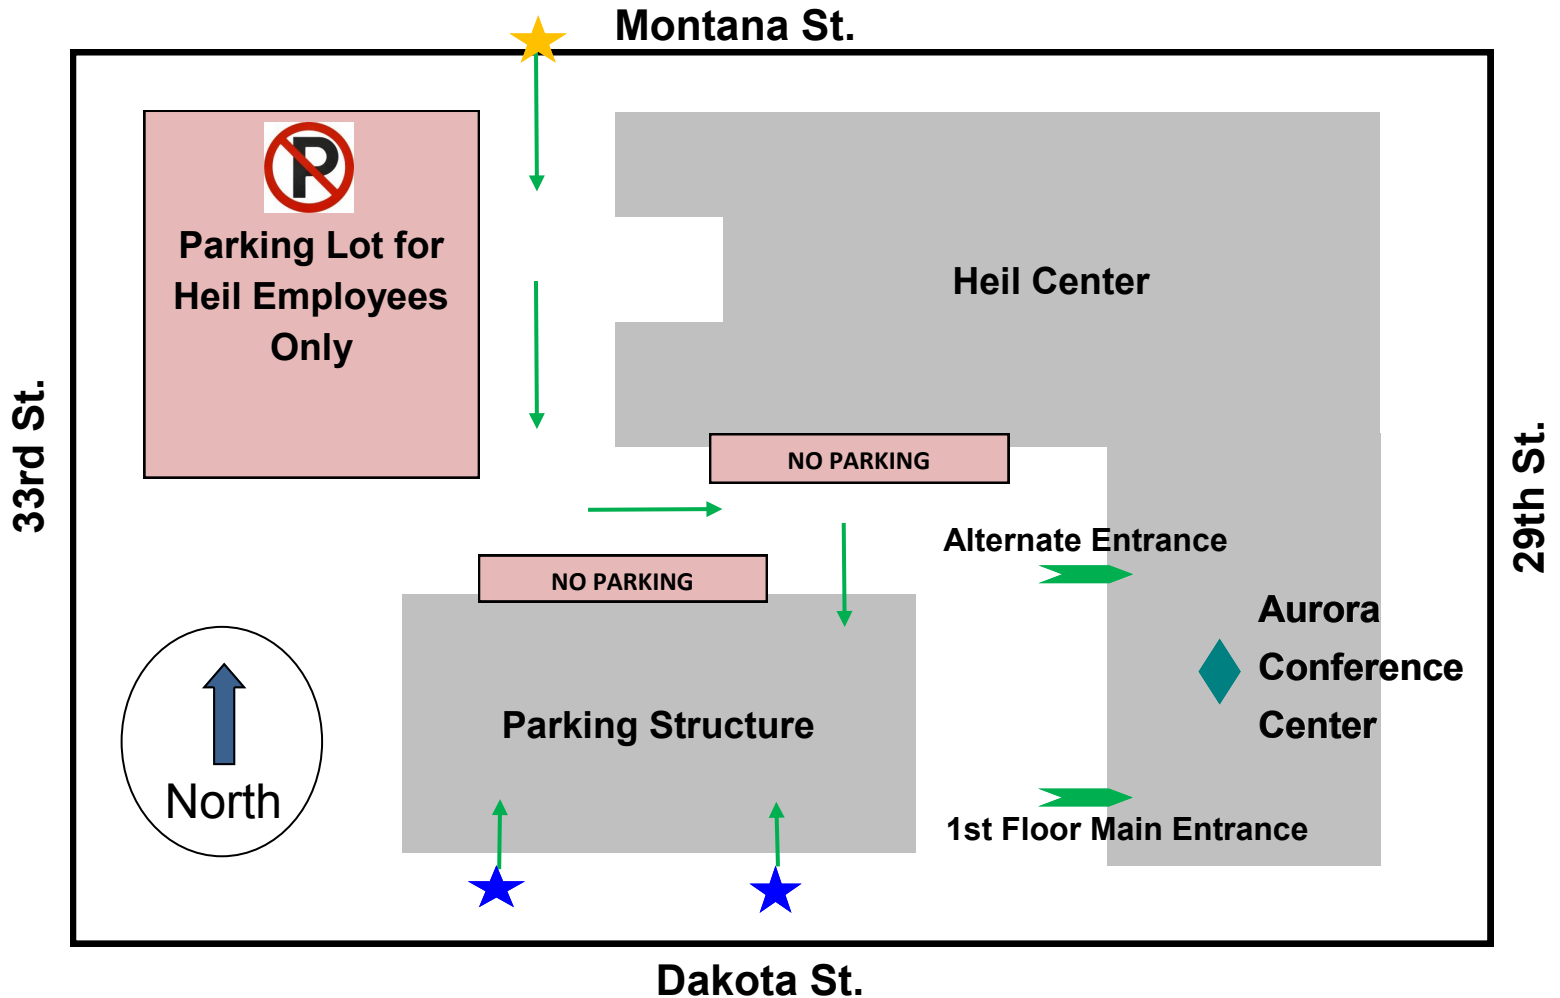 Montana St.
P
Parking Lot for
Heil Employees
Only
Heil Center
33rd St.
29th St.
NO PARKING
Alternate Entrance
NO PARKING
Aurora
Conference
Center
Parking Structure
North
1st Floor Main Entrance
Dakota St.